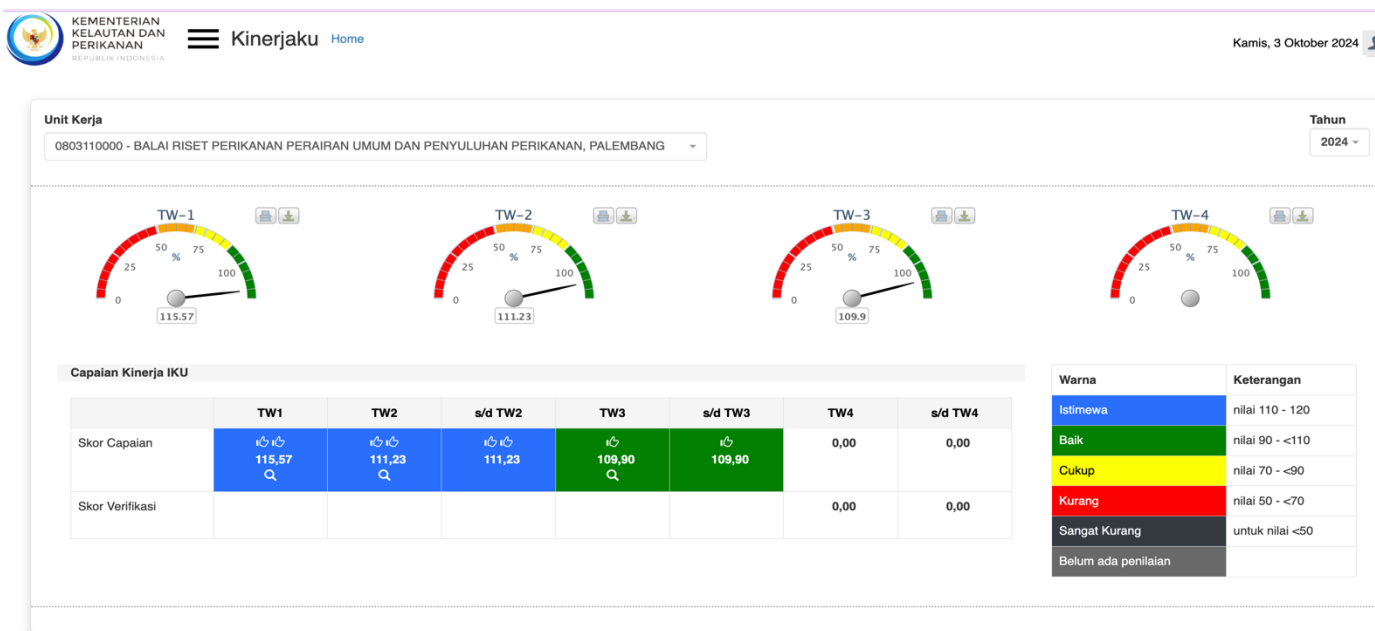 KEMENTERIAN
KELAUTAN DAN
PERIKANAN
REPUBLIK INDONESIA
Kinerjaku Home
Kamis, 3 Oktober 2024
Unit Kerja
Tahun
0803110000 - BALAI RISET PERIKANAN PERAIRAN UMUM DAN PENYULUHAN PERIKANAN, PALEMBANG
2024
TW-1
0
25
50
75
100
%
115.57
TW-2
0
25
50
75
100
%
111.23
TW-3
0
25
50
75
100
%
109.9
TW-4
0
25
50
75
100
%
Capaian Kinerja IKU
TW1 TW2 s/d TW2 TW3 s/d TW3 TW4 s/d TW4
Skor Capaian 115,57 111,23 111,23 109,90 109,90 0,00 0,00
Skor Verifikasi 0,00 0,00
Warna Keterangan
Istimewa nilai 110 - 120
Baik nilai 90 - <110
Cukup nilai 70 - <90
Kurang nilai 50 - <70
Sangat Kurang untuk nilai <50
Belum ada penilaian